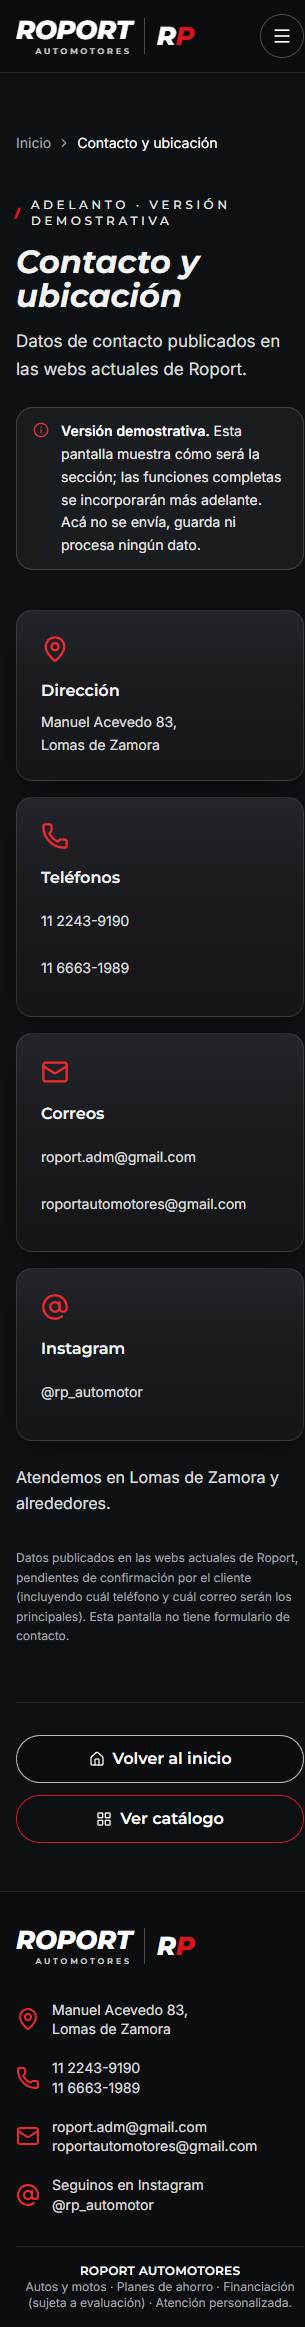 ROPORT RP
AUTOMOTORES
Inicio > Contacto y ubicación
ADELANTO · VERSIÓN
DEMOSTRATIVA
Contacto y
ubicación
Datos de contacto publicados en
las webs actuales de Roport.
Versión demostrativa. Esta
pantalla muestra cómo será la
sección; las funciones completas
se incorporarán más adelante.
Acá no se envía, guarda ni
procesa ningún dato.
Dirección
Manuel Acevedo 83,
Lomas de Zamora
Teléfonos
11 2243-9190
11 6663-1989
Correos
roport.adm@gmail.com
roportautomotores@gmail.com
Instagram
@rp_automotor
Atendemos en Lomas de Zamora y
alrededores.
Datos publicados en las webs actuales de Roport,
pendientes de confirmación por el cliente
(incluyendo cuál teléfono y cuál correo serán los
principales). Esta pantalla no tiene formulario de
contacto.
Volver al inicio
Ver catálogo
ROPORT RP
AUTOMOTORES
Manuel Acevedo 83,
Lomas de Zamora
11 2243-9190
11 6663-1989
roport.adm@gmail.com
roportautomotores@gmail.com
Seguinos en Instagram
@rp_automotor
ROPORT AUTOMOTORES
Autos y motos · Planes de ahorro · Financiación
(sujeta a evaluación) · Atención personalizada.